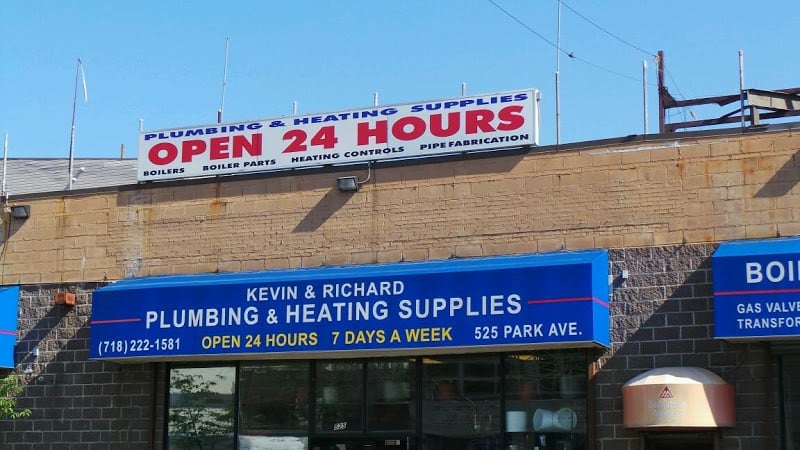 PLUMBING & HEATING SUPPLIES
OPEN 24 HOURS
BOILERS BOILER PARTS HEATING CONTROLS PIPE FABRICATION
KEVIN & RICHARD
PLUMBING & HEATING SUPPLIES
(718) 222-1581 OPEN 24 HOURS 7 DAYS A WEEK 525 PARK AVE.
BOI
GAS VALVE
TRANSFOR
525